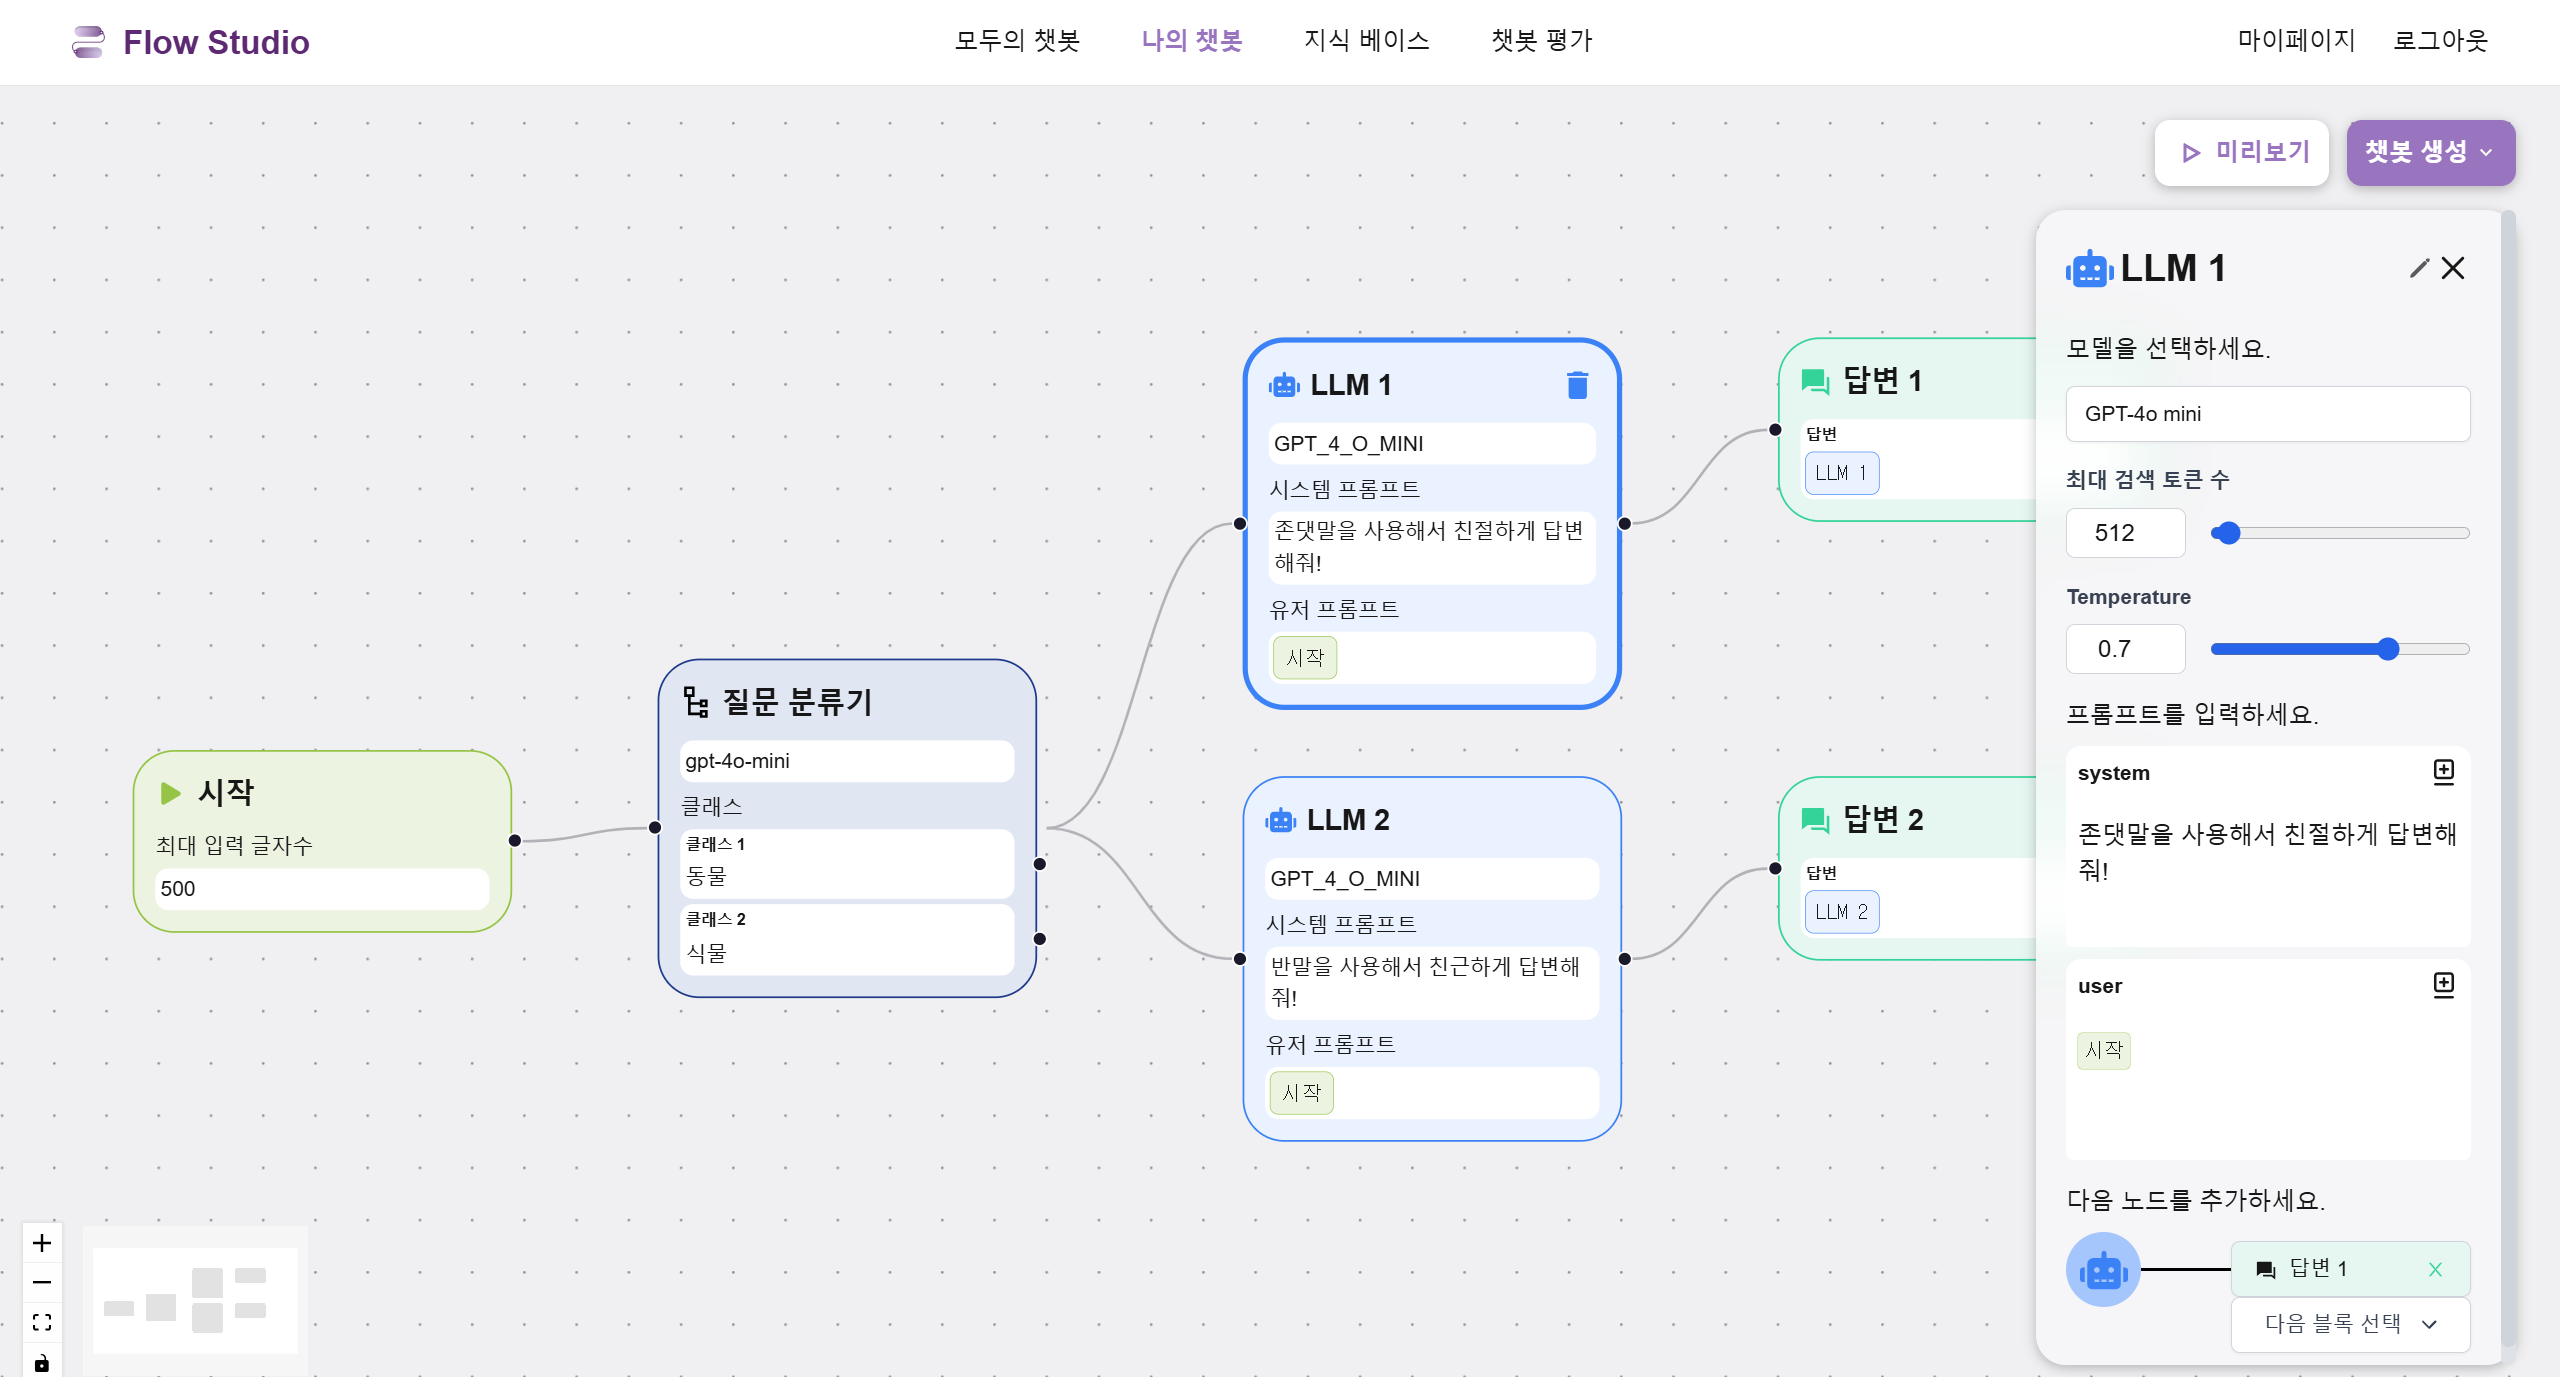 Flow Studio
모두의 챗봇
나의 챗봇
지식 베이스
챗봇 평가
마이페이지
로그아웃
미리보기
챗봇 생성
시작
최대 입력 글자수
500
질문 분류기
gpt-4o-mini
클래스
클래스 1
동물
클래스 2
식물
LLM 1
GPT_4_O_MINI
시스템 프롬프트
존댓말을 사용해서 친절하게 답변
해줘!
유저 프롬프트
시작
LLM 2
GPT_4_O_MINI
시스템 프롬프트
반말을 사용해서 친근하게 답변해
줘!
유저 프롬프트
시작
답변 1
답변
LLM 1
답변 2
답변
LLM 2
LLM 1
모델을 선택하세요.
GPT-4o mini
최대 검색 토큰 수
512
Temperature
0.7
프롬프트를 입력하세요.
system
존댓말을 사용해서 친절하게 답변해
줘!
user
시작
다음 노드를 추가하세요.
답변 1
다음 블록 선택